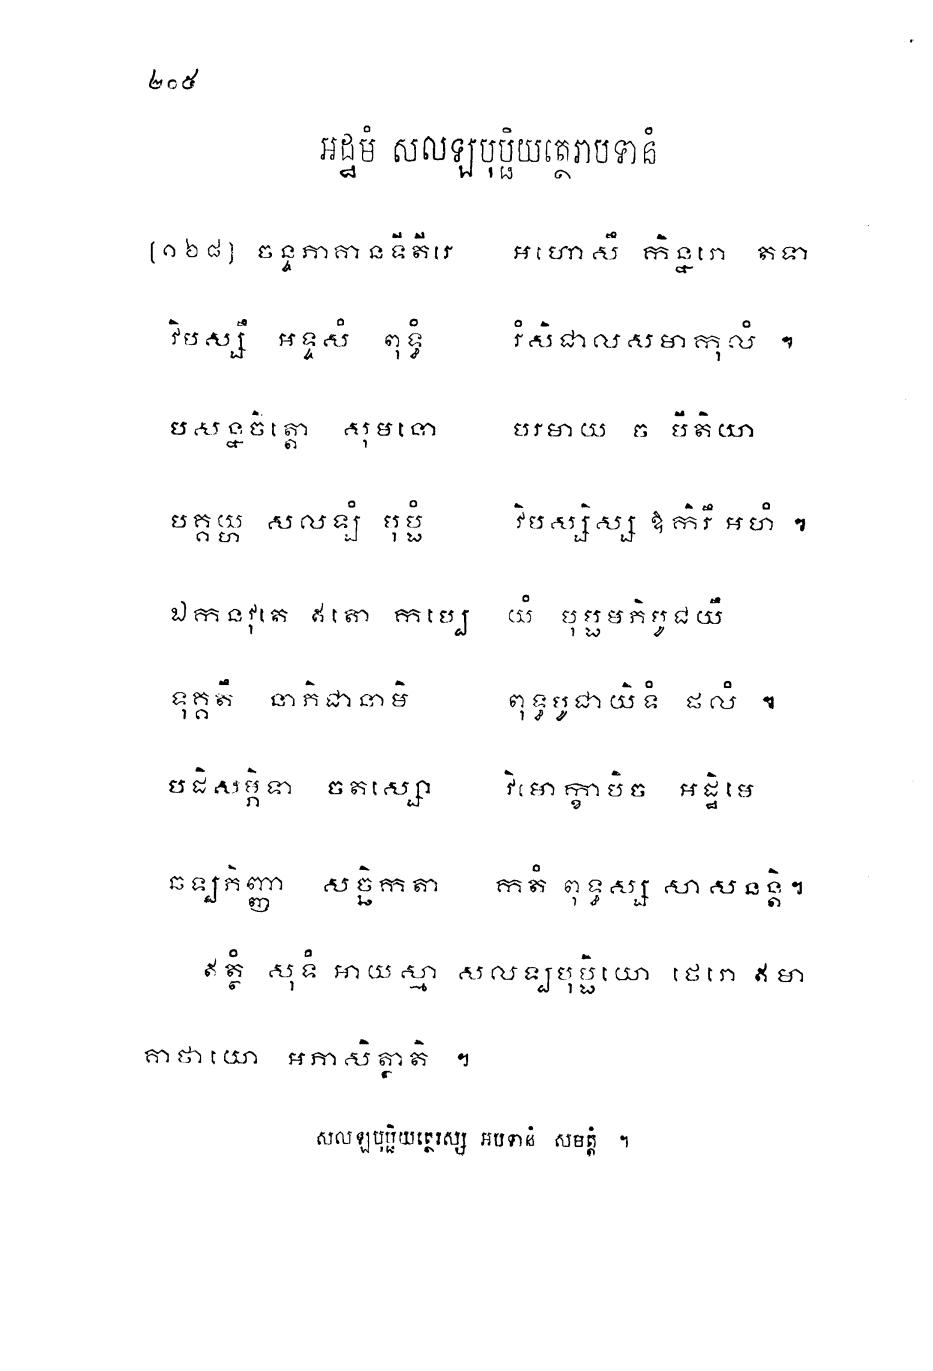 ២០៥
អដ្ឋមំ សលឡបុប្ផិយត្ថេរាបទានំ
[១៦៨] ចន្ទភាគានទីតីរេ អហោសឹ កិន្នរោ តទា
វិបស្សឹ អទ្ទសំ ពុទ្ធំ រំសិជាលសមាកុលំ ។
បសន្នចិត្តោ សុមនោ បរមាយ ច បីតិយា
បគ្គយ្ហ សលឡំ បុប្ផំ វិបស្សិស្ស ឱកិរឹ អហំ ។
ឯកនវុតេ ឥតោ កប្បេ យំ បុប្ផមភិបូជយឹ
ទុគ្គតឹ នាភិជានាមិ ពុទ្ធបូជាយិទំ ផលំ ។
បដិសម្ភិទា ចតស្សោ វិមោក្ខាបិច អដ្ឋិមេ
ឆឡភិញ្ញា សច្ឆិកតា កតំ ពុទ្ធស្ស សាសនន្តិ។
ឥត្ថំ សុទំ អាយស្មា សលឡបុប្ផិយោ ថេរោ ឥមា
គាថាយោ អភាសិត្ថាតិ ។
សលឡបុប្ផិយត្ថេរស្ស អបទានំ សមត្តំ ។